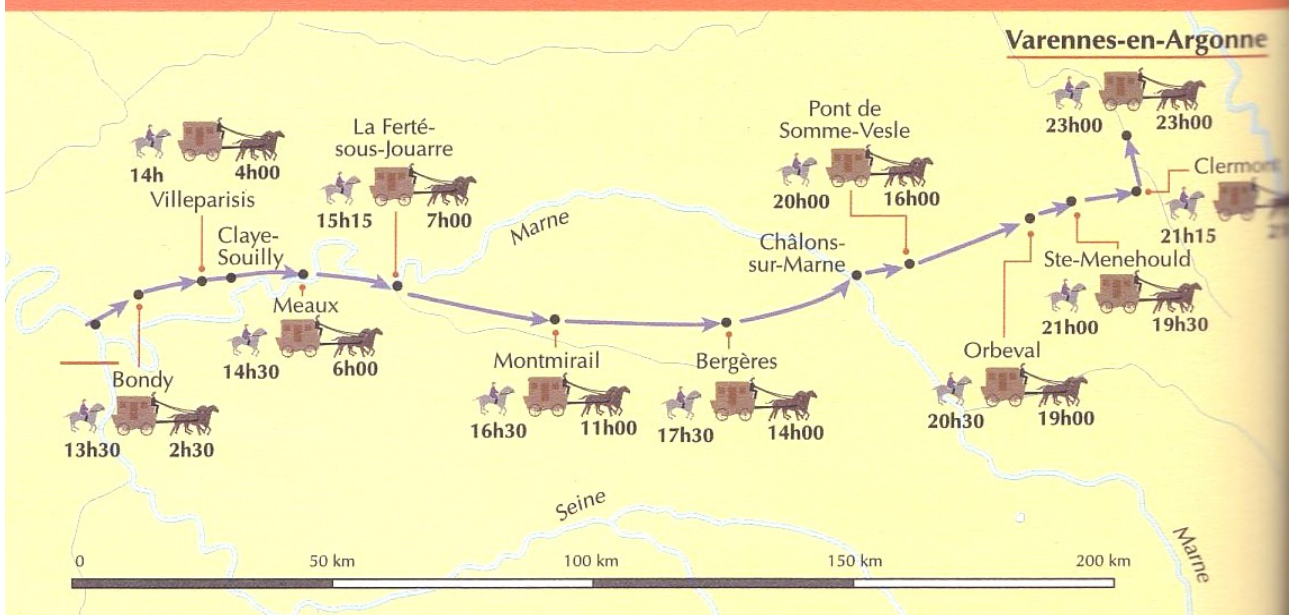 Varennes-en-Argonne
23h00
23h00
Pont de
Somme-Vesle
20h00
16h00
La Ferté-
sous-Jouarre
15h15
7h00
14h
4h00
Villeparisis
Claye-
Souilly
Marne
Châlons-
sur-Marne
Clermont
21h15
Ste-Menehould
21h00
19h30
Meaux
14h30
6h00
Bondy
13h30
2h30
Montmirail
16h30
11h00
Bergères
17h30
14h00
Orbeval
20h30
19h00
Seine
Marne
0
50 km
100 km
150 km
200 km